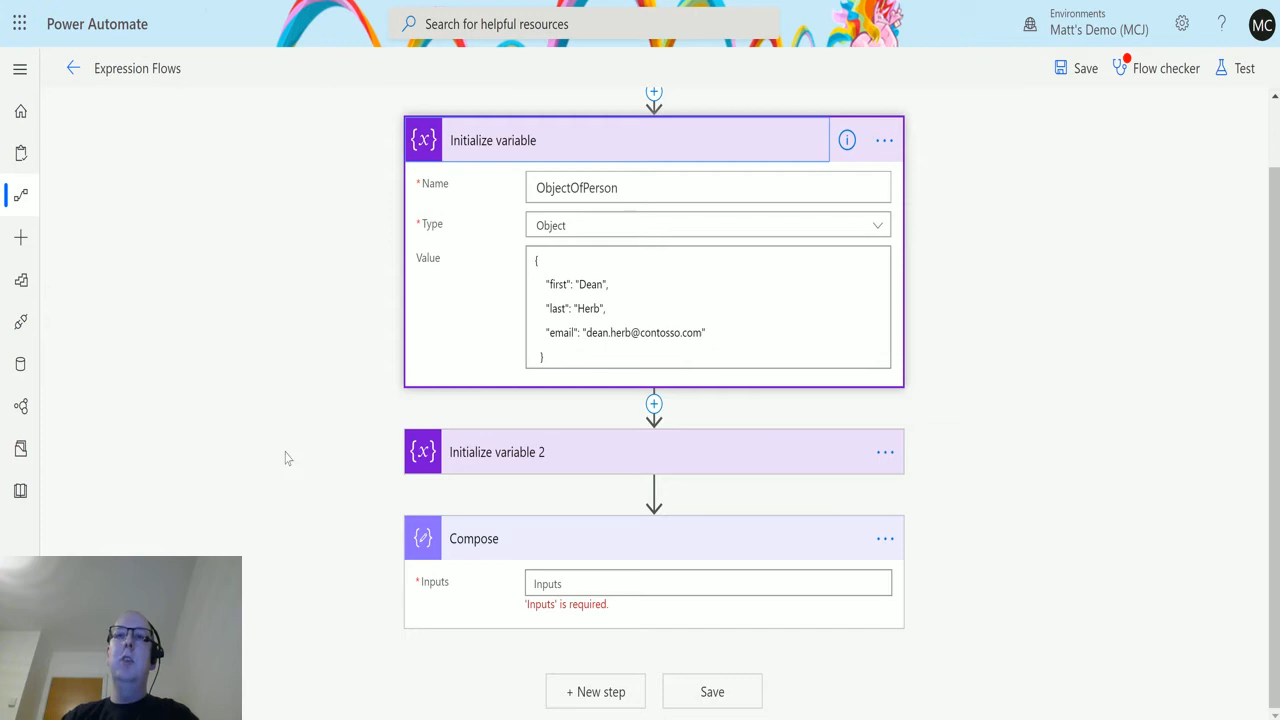 Power Automate
Search for helpful resources
Environments
Matt's Demo (MCJ)
?
MC
Expression Flows
Save
Flow checker
Test
{x}
Initialize variable
i
...
* Name
ObjectOfPerson
* Type
Object
Value
{
"first": "Dean",
"last": "Herb",
"email": "dean.herb@contosso.com"
}
{x}
Initialize variable 2
...
Compose
...
* Inputs
Inputs
'Inputs' is required.
+ New step
Save